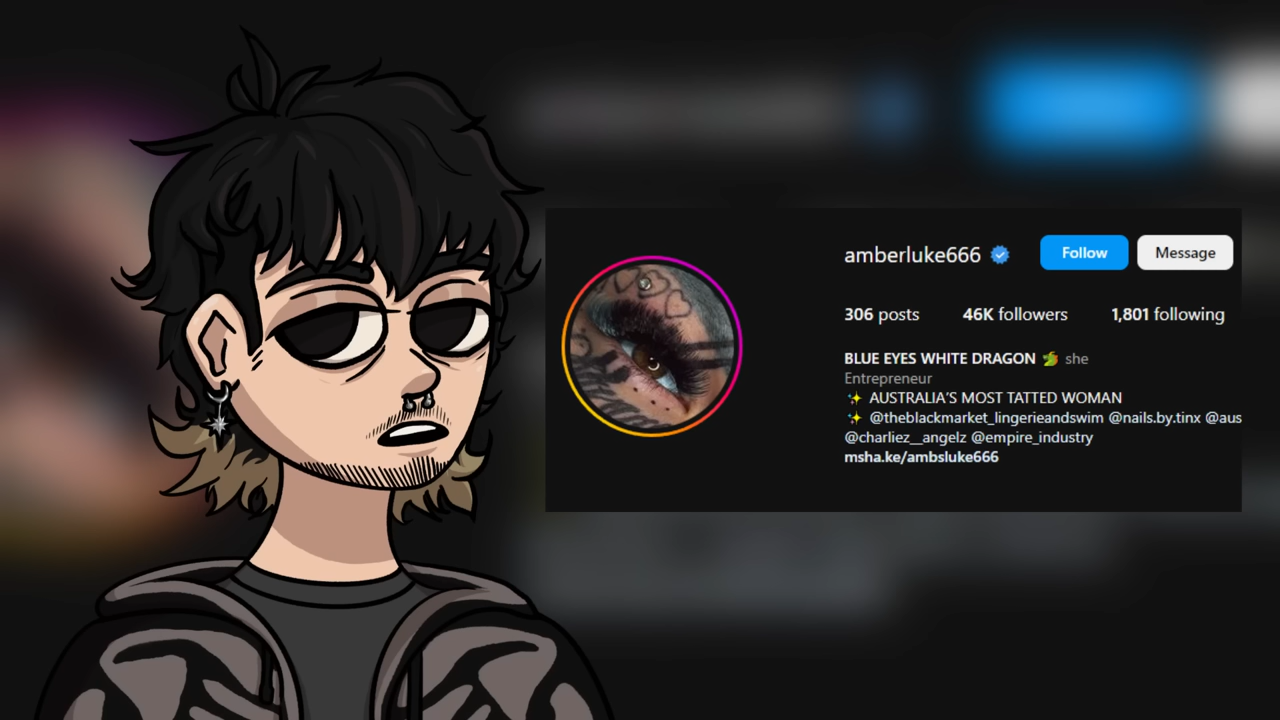 amberluke666
Follow
Message
306 posts
46K followers
1,801 following
BLUE EYES WHITE DRAGON 🐲 she
Entrepreneur
✨ AUSTRALIA'S MOST TATTED WOMAN
✨ @theblackmarket_lingerieandswim @nails.by.tinx @aus
@charliez__angelz @empire_industry
msha.ke/ambsluke666